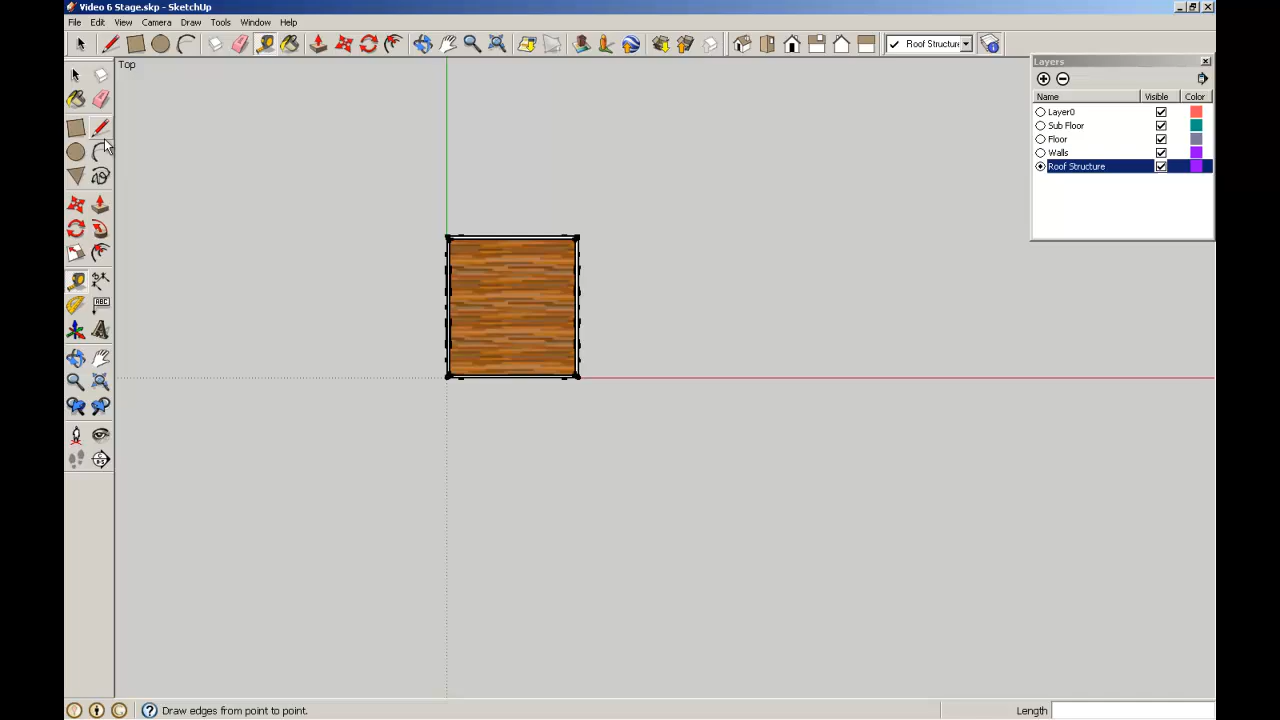 Video 6 Stage.skp - SketchUp
File Edit View Camera Draw Tools Window Help
Roof Structure
Top
Layers
Name Visible Color
Layer0
Sub Floor
Floor
Walls
Roof Structure
ABC
A
Draw edges from point to point.
Length